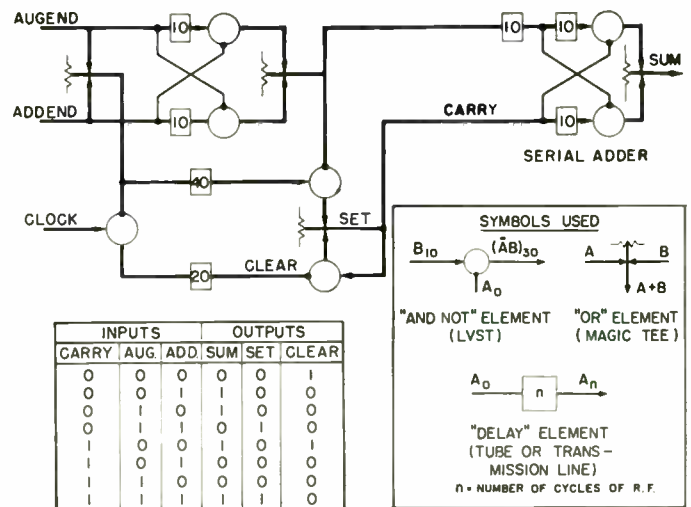 AUGEND
10
10
10
10
SUM
ADDEND
10
CARRY
10
SERIAL ADDER
40
CLOCK
SET
20
CLEAR
SYMBOLS USED
B10
(ĀB)30
A0
A
B
A+B
"AND NOT" ELEMENT
(LVST)
"OR" ELEMENT
(MAGIC TEE)
A0
n
An
"DELAY" ELEMENT
(TUBE OR TRANS-
MISSION LINE)
n = NUMBER OF CYCLES OF R.F.
INPUTS OUTPUTS
CARRY AUG. ADD. SUM SET CLEAR
0 0 0 0 0 1
0 0 1 1 0 0
0 1 0 1 0 0
0 1 1 0 1 0
1 0 0 1 0 1
1 0 1 0 0 0
1 1 0 0 0 0
1 1 1 1 1 0